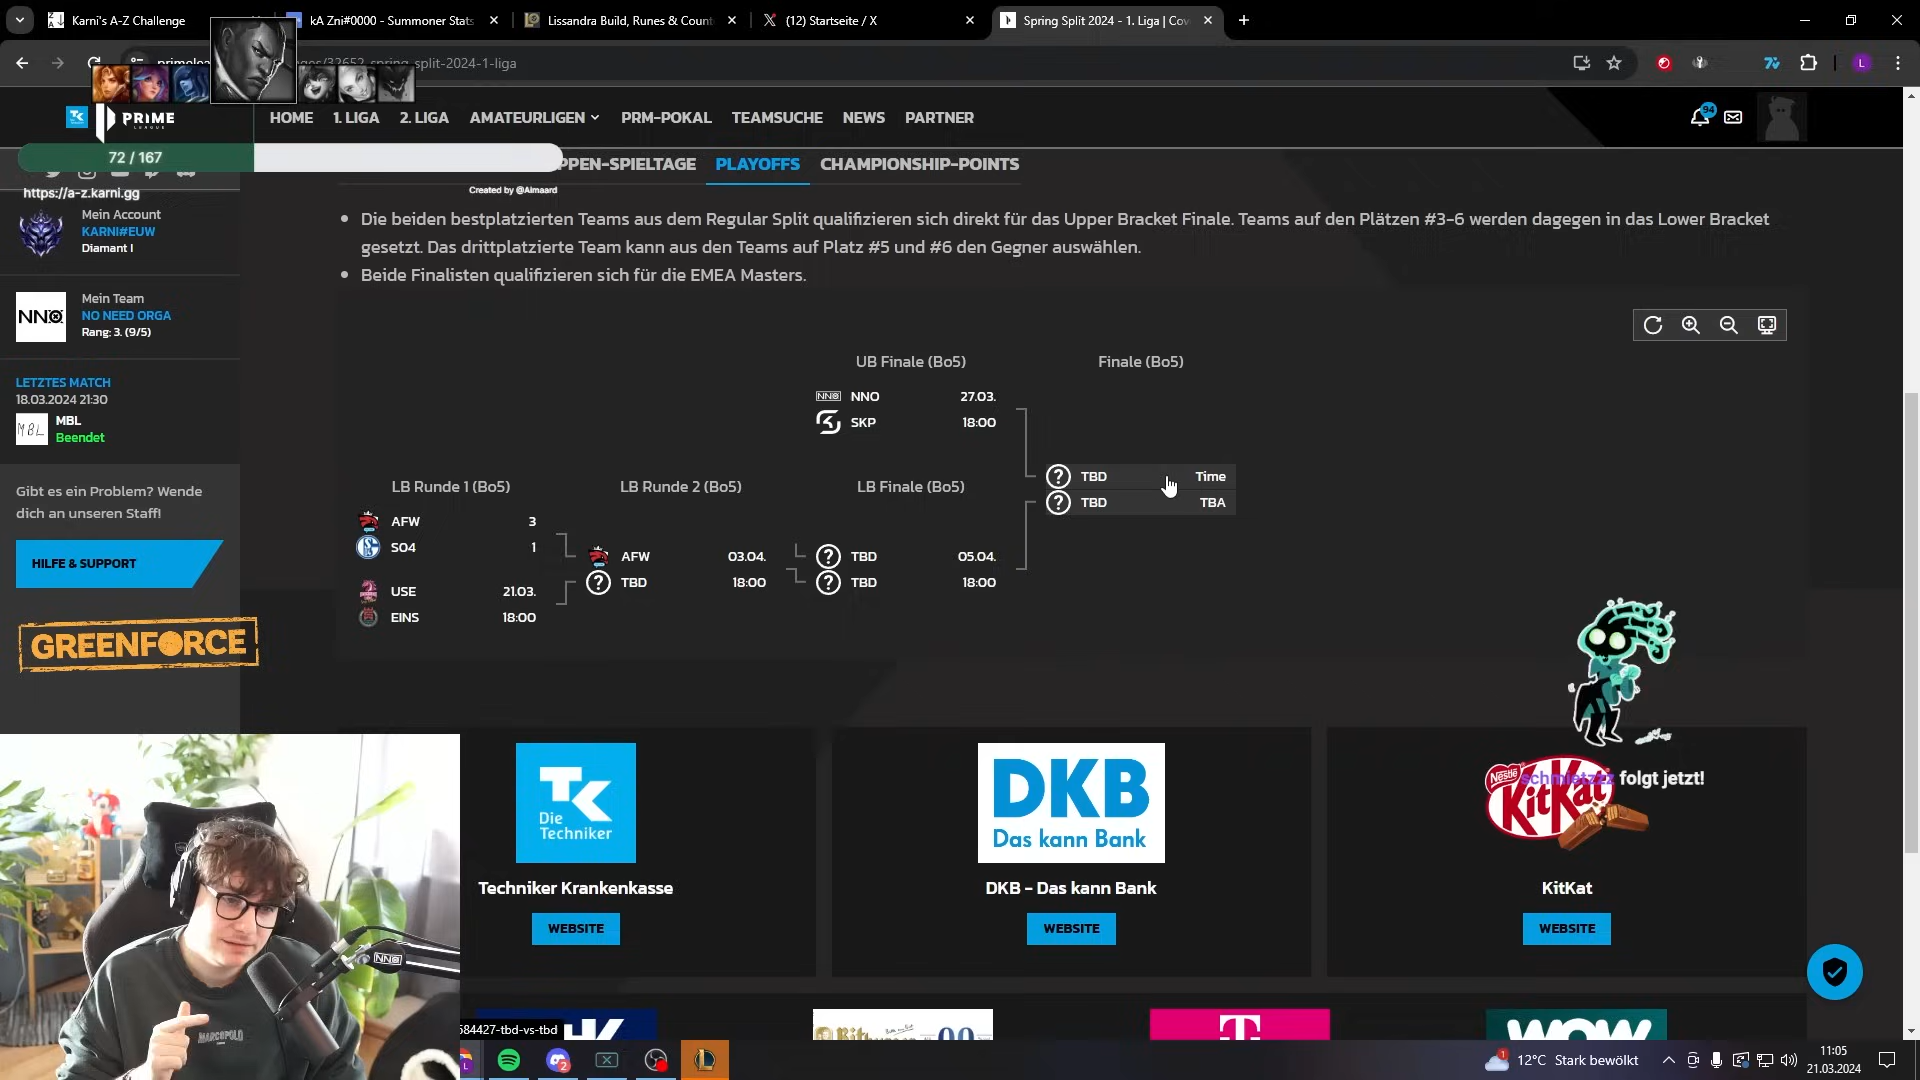 Karni's A-Z Challenge
kA Zni#0000 - Summoner Stats
Lissandra Build, Runes & Count
(12) Startseite / X
Spring Split 2024 - 1. Liga | Cov
split-2024-1-liga
PRIME
LEAGUE
HOME
1. LIGA
2. LIGA
AMATEURLIGEN
PRM-POKAL
TEAMSUCHE
NEWS
PARTNER
94
72 / 167
PPEN-SPIELTAGE
PLAYOFFS
CHAMPIONSHIP-POINTS
Created by @Aimaard
https://a-z.karni.gg
Mein Account
KARNI#EUW
Diamant I
Die beiden bestplatzierten Teams aus dem Regular Split qualifizieren sich direkt für das Upper Bracket Finale. Teams auf den Plätzen #3-6 werden dagegen in das Lower Bracket
gesetzt. Das drittplatzierte Team kann aus den Teams auf Platz #5 und #6 den Gegner auswählen.
Beide Finalisten qualifizieren sich für die EMEA Masters.
Mein Team
NO NEED ORGA
Rang: 3. (9/5)
LETZTES MATCH
18.03.2024 21:30
MBL
MBL
Beendet
Gibt es ein Problem? Wende
dich an unseren Staff!
HILFE & SUPPORT
GREENFORCE
UB Finale (Bo5)
Finale (Bo5)
NNO 27.03.
SKP 18:00
TBD Time
TBD TBA
LB Runde 1 (Bo5)
LB Runde 2 (Bo5)
LB Finale (Bo5)
AFW 3
S04 1
USE 21.03.
EINS 18:00
AFW 03.04.
TBD 18:00
TBD 05.04.
TBD 18:00
TK
Die
Techniker
Techniker Krankenkasse
WEBSITE
DKB
Das kann Bank
DKB - Das kann Bank
WEBSITE
Nestlé
KitKat
schmietzzz folgt jetzt!
KitKat
WEBSITE
NNO
MARCOPOLO
584427-tbd-vs-tbd
T
WOW
12°C Stark bewölkt
11:05
21.03.2024